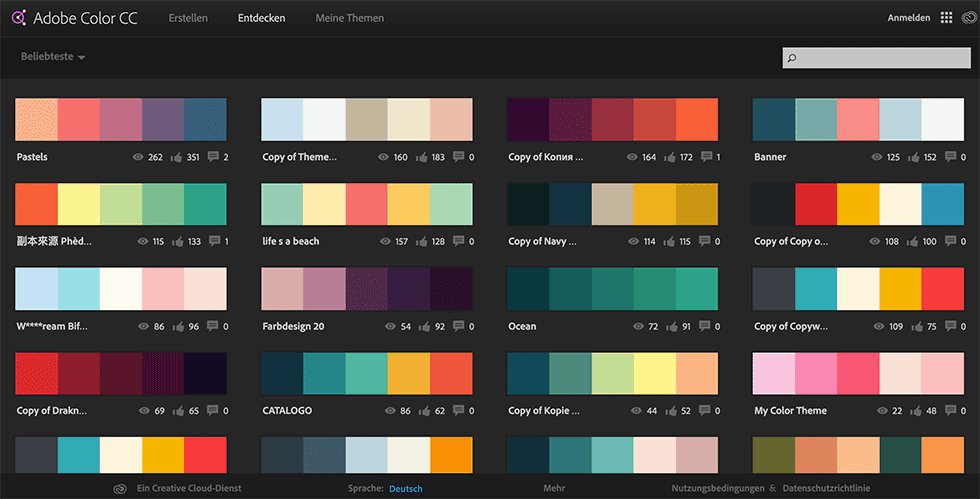 Adobe Color CC Erstellen Entdecken Meine Themen Anmelden
Beliebteste
Pastels 262 351 2
Copy of Theme... 160 183 0
Copy of Копия ... 164 172 1
Banner 125 152 0
副本來源 Phèd... 115 133 1
life s a beach 157 128 0
Copy of Navy ... 114 115 0
Copy of Copy o... 108 100 0
W****ream Bif... 86 96 0
Farbdesign 20 54 92 0
Ocean 72 91 0
Copy of Copyw... 109 75 0
Copy of Drakn... 69 65 0
CATALOGO 86 62 0
Copy of Kopie ... 44 52 0
My Color Theme 22 48 0
Ein Creative Cloud-Dienst Sprache: Deutsch Mehr Nutzungsbedingungen & Datenschutzrichtlinie